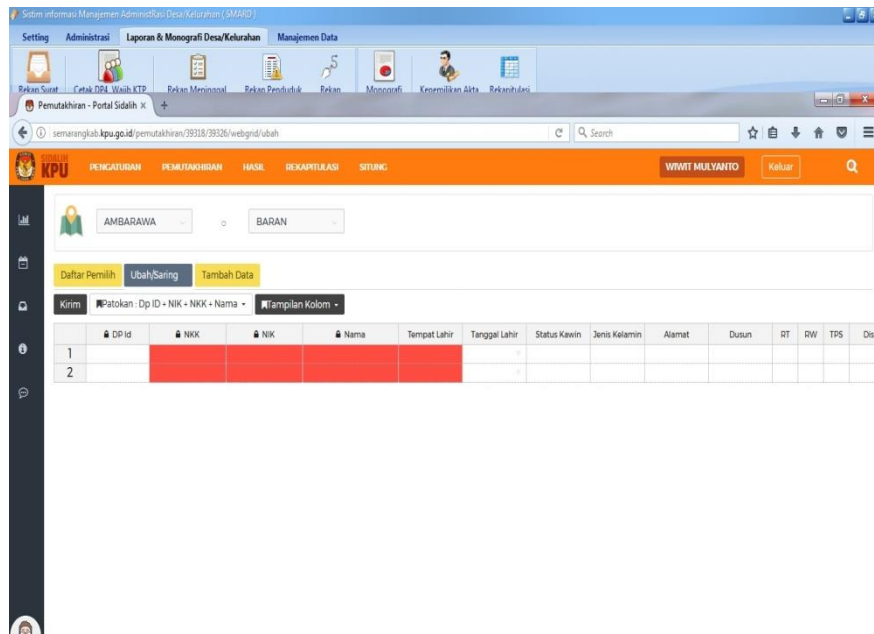 Sistim informasi Manajemen AdministRasi Desa/Kelurahan ( SMARD )
Setting Administrasi Laporan & Monografi Desa/Kelurahan Manajemen Data
Rekap Surat Cetak DP4 Wajib KTP Rekap Meninggal Rekap Penduduk Rekap Monografi Kepemilikan Akta Rekapitulasi
Pemutakhiran - Portal Sidalih × +
semarangkab.kpu.go.id/pemutakhiran/39318/39326/webgrid/ubah Search
SIDALIH
KPU PENGATURAN PEMUTAKHIRAN HASIL REKAPITULASI SITUNG WIWIT MULYANTO Keluar
AMBARAWA BARAN
Daftar Pemilih Ubah/Saring Tambah Data
Kirim Patokan : Dp ID + NIK + NKK + Nama Tampilan Kolom
DP Id NKK NIK Nama Tempat Lahir Tanggal Lahir Status Kawin Jenis Kelamin Alamat Dusun RT RW TPS Dis
1
2